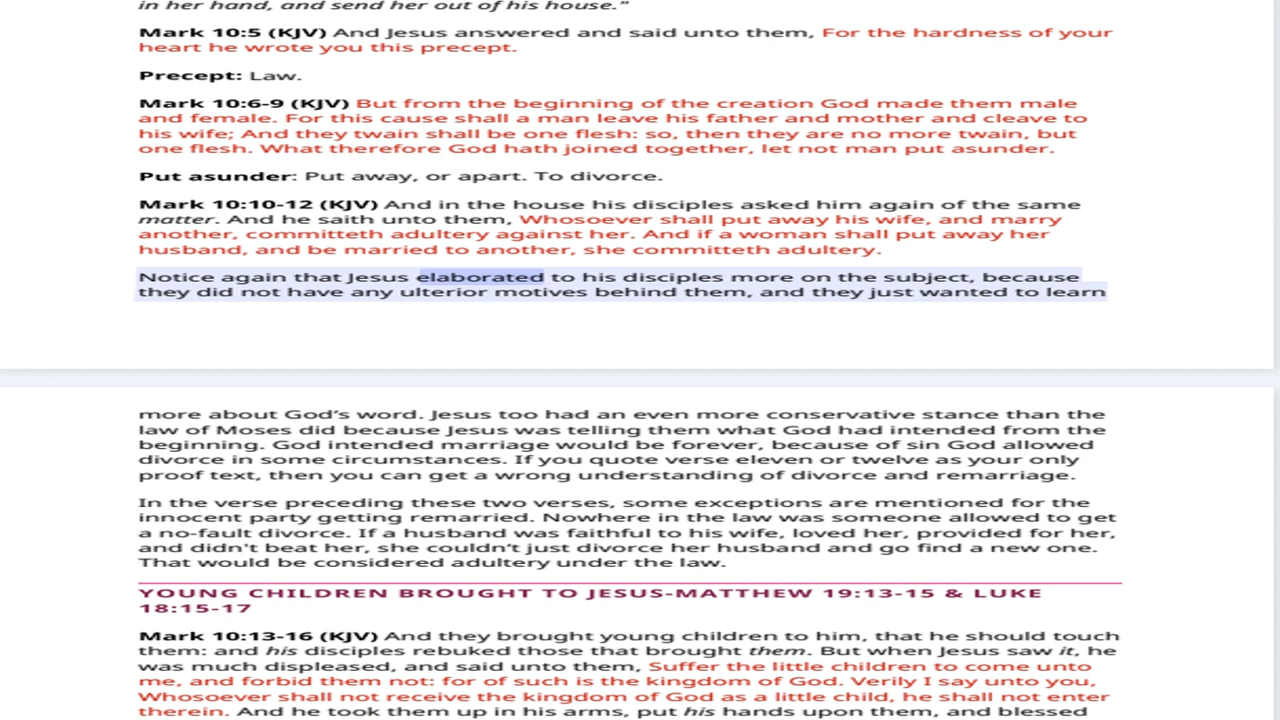 in her hand, and send her out of his house."
Mark 10:5 (KJV) And Jesus answered and said unto them, For the hardness of your
heart he wrote you this precept.
Precept: Law.
Mark 10:6-9 (KJV) But from the beginning of the creation God made them male
and female. For this cause shall a man leave his father and mother and cleave to
his wife; And they twain shall be one flesh: so, then they are no more twain, but
one flesh. What therefore God hath joined together, let not man put asunder.
Put asunder: Put away, or apart. To divorce.
Mark 10:10-12 (KJV) And in the house his disciples asked him again of the same
matter. And he saith unto them, Whosoever shall put away his wife, and marry
another, committeth adultery against her. And if a woman shall put away her
husband, and be married to another, she committeth adultery.
Notice again that Jesus elaborated to his disciples more on the subject, because
they did not have any ulterior motives behind them, and they just wanted to learn
more about God's word. Jesus too had an even more conservative stance than the
law of Moses did because Jesus was telling them what God had intended from the
beginning. God intended marriage would be forever, because of sin God allowed
divorce in some circumstances. If you quote verse eleven or twelve as your only
proof text, then you can get a wrong understanding of divorce and remarriage.
In the verse preceding these two verses, some exceptions are mentioned for the
innocent party getting remarried. Nowhere in the law was someone allowed to get
a no-fault divorce. If a husband was faithful to his wife, loved her, provided for her,
and didn't beat her, she couldn't just divorce her husband and go find a new one.
That would be considered adultery under the law.
YOUNG CHILDREN BROUGHT TO JESUS-MATTHEW 19:13-15 & LUKE
18:15-17
Mark 10:13-16 (KJV) And they brought young children to him, that he should touch
them: and his disciples rebuked those that brought them. But when Jesus saw it, he
was much displeased, and said unto them, Suffer the little children to come unto
me, and forbid them not: for of such is the kingdom of God. Verily I say unto you,
Whosoever shall not receive the kingdom of God as a little child, he shall not enter
therein. And he took them up in his arms, put his hands upon them, and blessed